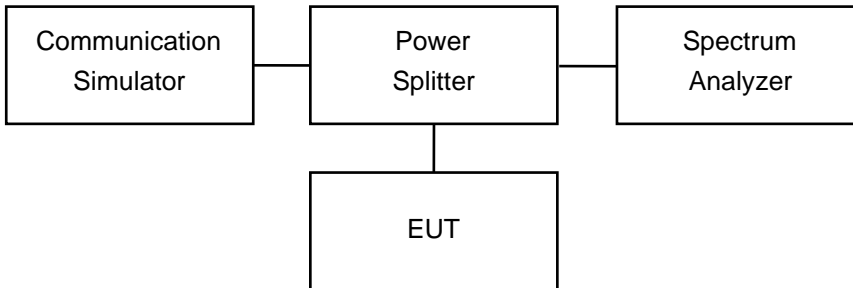 Communication
Simulator
Power
Splitter
Spectrum
Analyzer
EUT